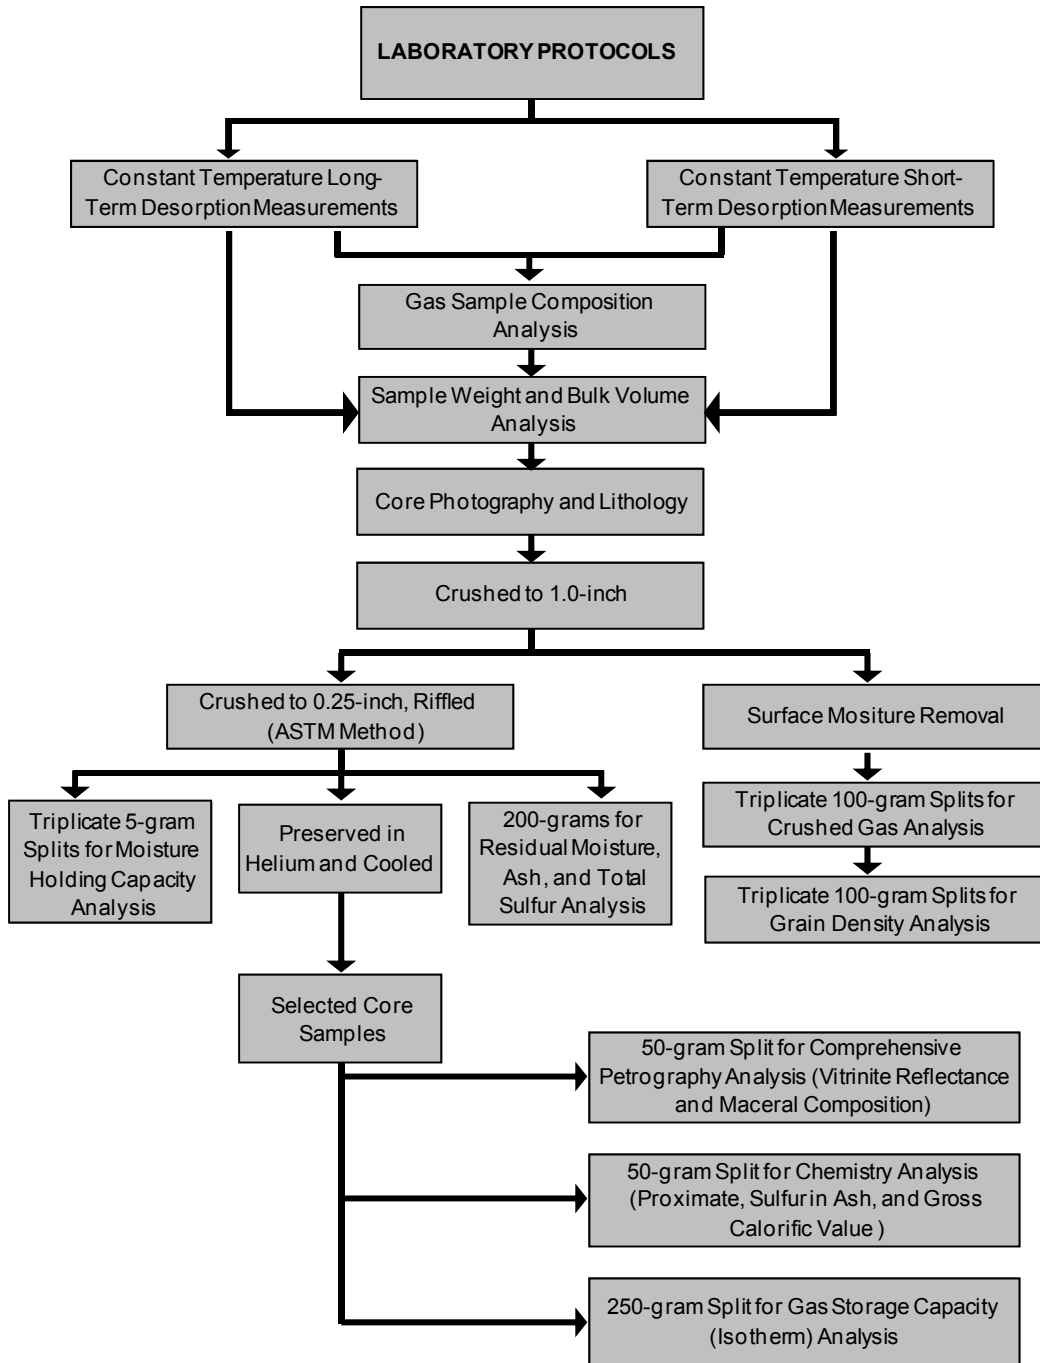 LABORATORY PROTOCOLS
Constant Temperature Long-
Term Desorption Measurements
Constant Temperature Short-
Term Desorption Measurements
Gas Sample Composition
Analysis
Sample Weight and Bulk Volume
Analysis
Core Photography and Lithology
Crushed to 1.0-inch
Crushed to 0.25-inch, Riffled
(ASTM Method)
Surface Mositure Removal
Triplicate 5-gram
Splits for Moisture
Holding Capacity
Analysis
Preserved in
Helium and Cooled
200-grams for
Residual Moisture,
Ash, and Total
Sulfur Analysis
Triplicate 100-gram Splits for
Crushed Gas Analysis
Triplicate 100-gram Splits for
Grain Density Analysis
Selected Core
Samples
50-gram Split for Comprehensive
Petrography Analysis (Vitrinite Reflectance
and Maceral Composition)
50-gram Split for Chemistry Analysis
(Proximate, Sulfur in Ash, and Gross
Calorific Value )
250-gram Split for Gas Storage Capacity
(Isotherm) Analysis